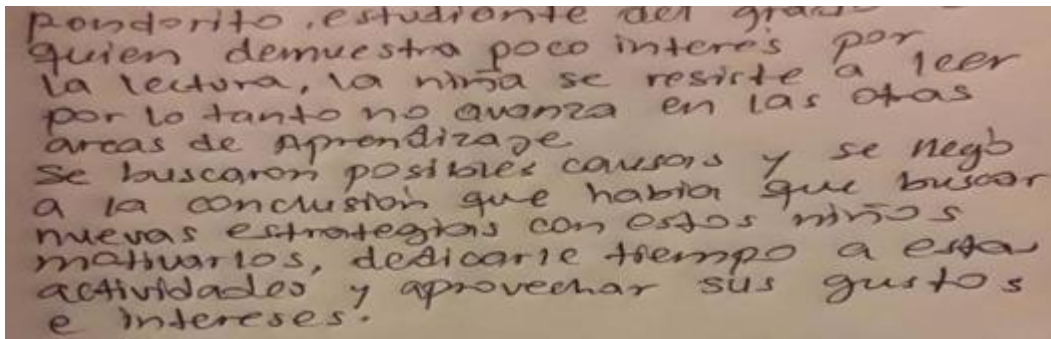 Pondorito, estudiante del grado
quien demuestra poco interés por
la lectura, la niña se resiste a leer
por lo tanto no avanza en las otras
areas de Aprendizaje
Se buscaron posibles causas y se llegó
a la conclusión que habia que buscar
nuevas estrategias con estos niños
motivarlos, dedicarle tiempo a esta
actividades y aprovechar sus gustos
e intereses.